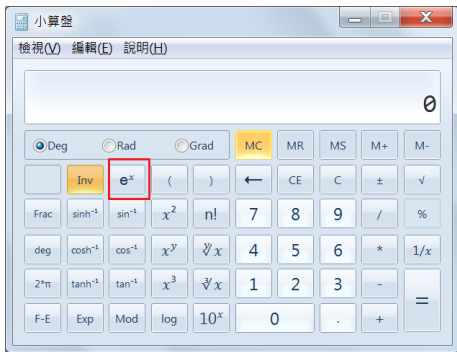 小算盤
檢視(V) 編輯(E) 說明(H)
0
Deg Rad Grad MC MR MS M+ M-
Inv eˣ ( ) ← CE C ± √
Frac sinh⁻¹ sin⁻¹ x² n! 7 8 9 / %
deg cosh⁻¹ cos⁻¹ xʸ ʸ√x 4 5 6 * 1/x
2*π tanh⁻¹ tan⁻¹ x³ ³√x 1 2 3 - =
F-E Exp Mod log 10ˣ 0 . +